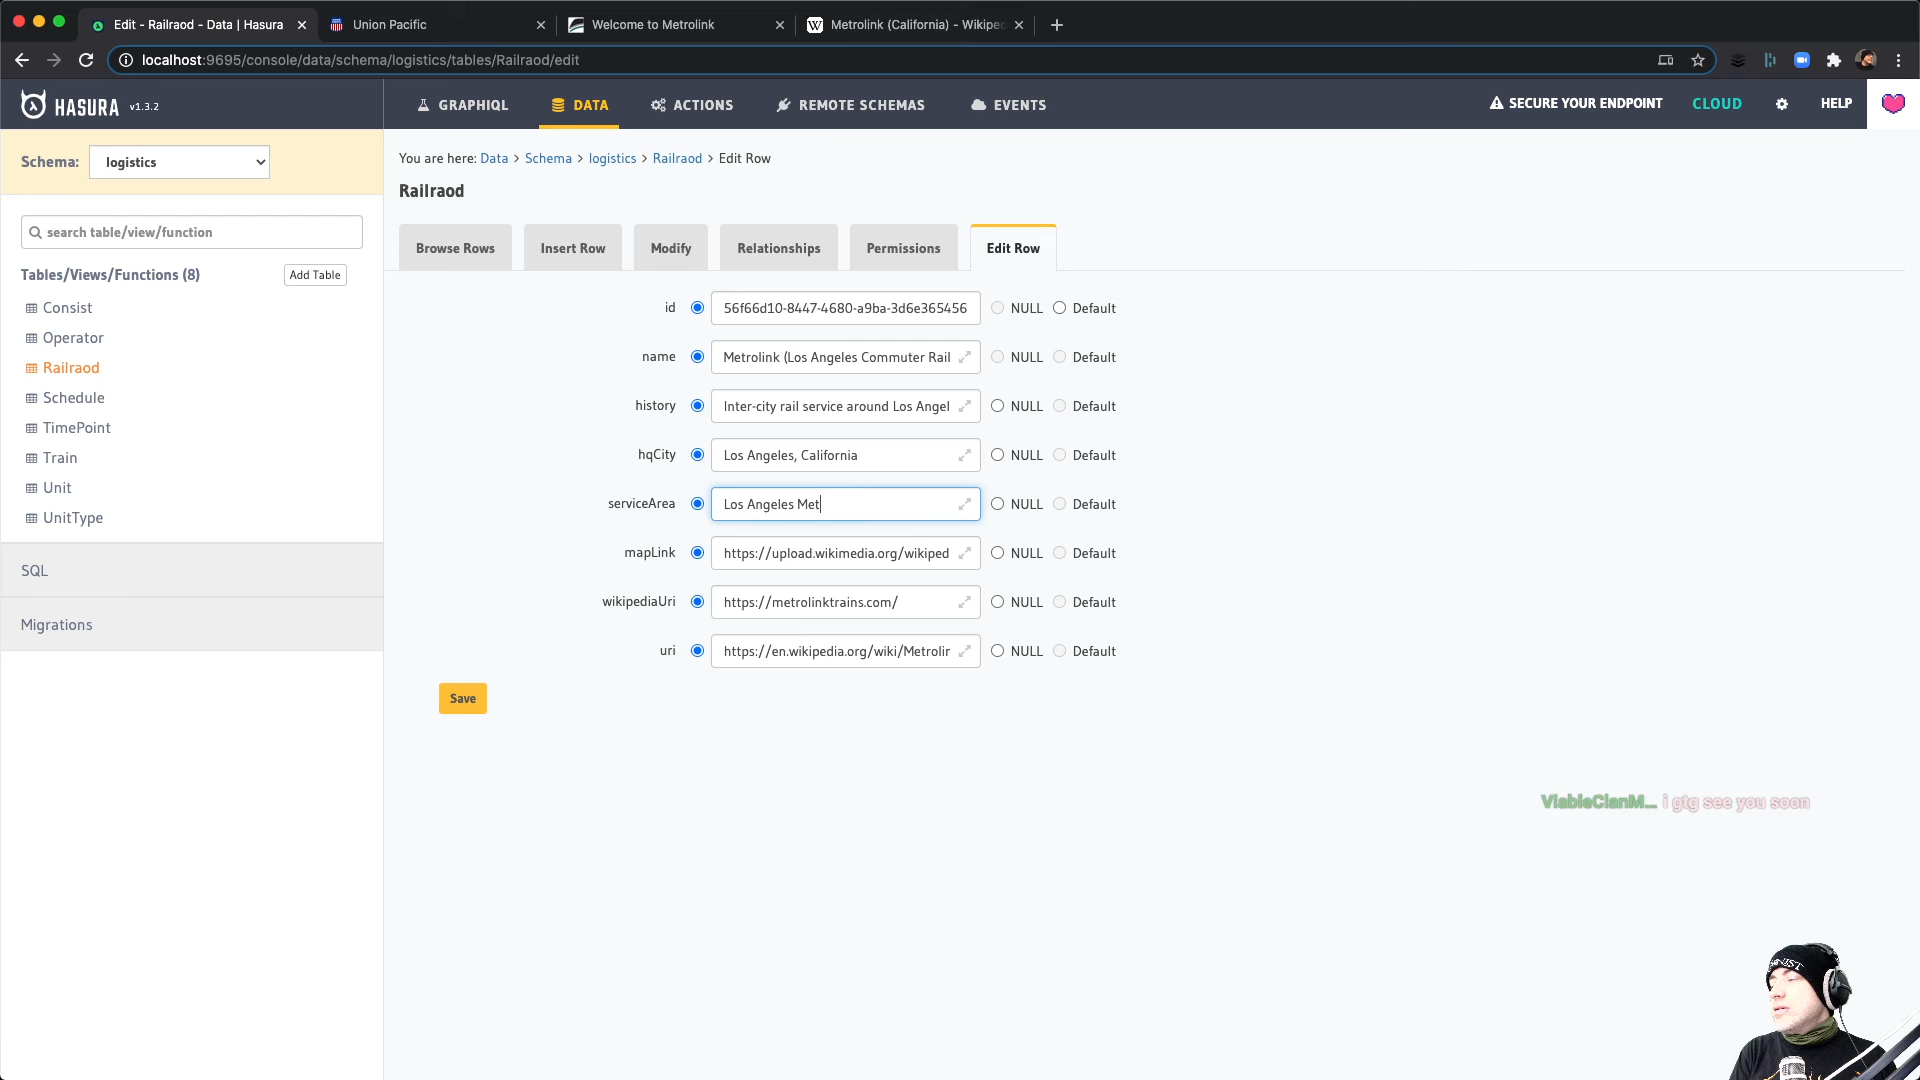 Edit - Railraod - Data | Hasura
Union Pacific
Welcome to Metrolink
W Metrolink (California) - Wikiped
localhost:9695/console/data/schema/logistics/tables/Railraod/edit
HASURA v1.3.2
GRAPHIQL
DATA
ACTIONS
REMOTE SCHEMAS
EVENTS
SECURE YOUR ENDPOINT
CLOUD
HELP
Schema: logistics
search table/view/function
Tables/Views/Functions (8)
Add Table
Consist
Operator
Railraod
Schedule
TimePoint
Train
Unit
UnitType
SQL
Migrations
You are here: Data > Schema > logistics > Railraod > Edit Row
Railraod
Browse Rows
Insert Row
Modify
Relationships
Permissions
Edit Row
id 56f66d10-8447-4680-a9ba-3d6e365456 NULL Default
name Metrolink (Los Angeles Commuter Rail NULL Default
history Inter-city rail service around Los Angel NULL Default
hqCity Los Angeles, California NULL Default
serviceArea Los Angeles Met NULL Default
mapLink https://upload.wikimedia.org/wikiped NULL Default
wikipediaUri https://metrolinktrains.com/ NULL Default
uri https://en.wikipedia.org/wiki/Metrolin NULL Default
Save
ViableClanM... i gtg see you soon